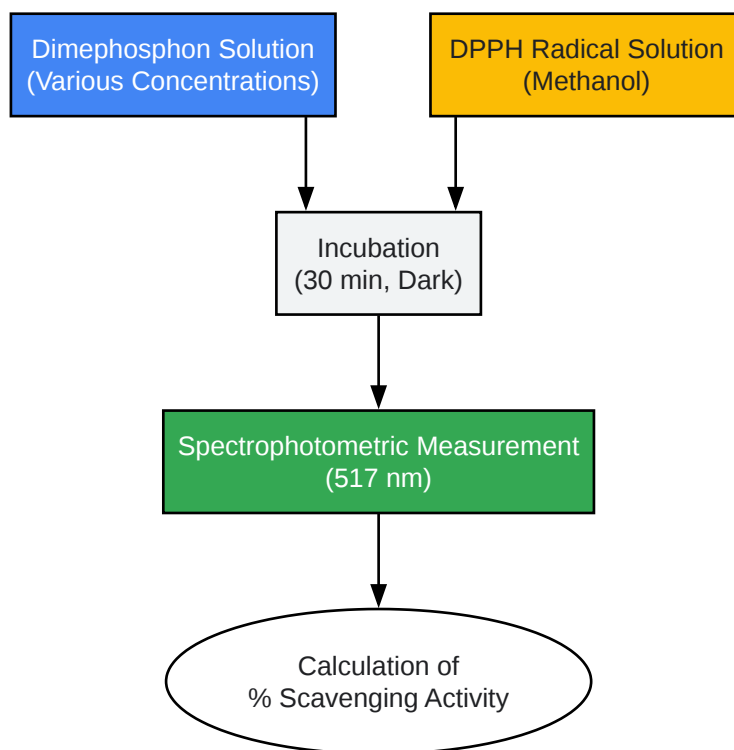 Dimephosphon Solution
(Various Concentrations)
DPPH Radical Solution
(Methanol)
Incubation
(30 min, Dark)
Spectrophotometric Measurement
(517 nm)
Calculation of
% Scavenging Activity